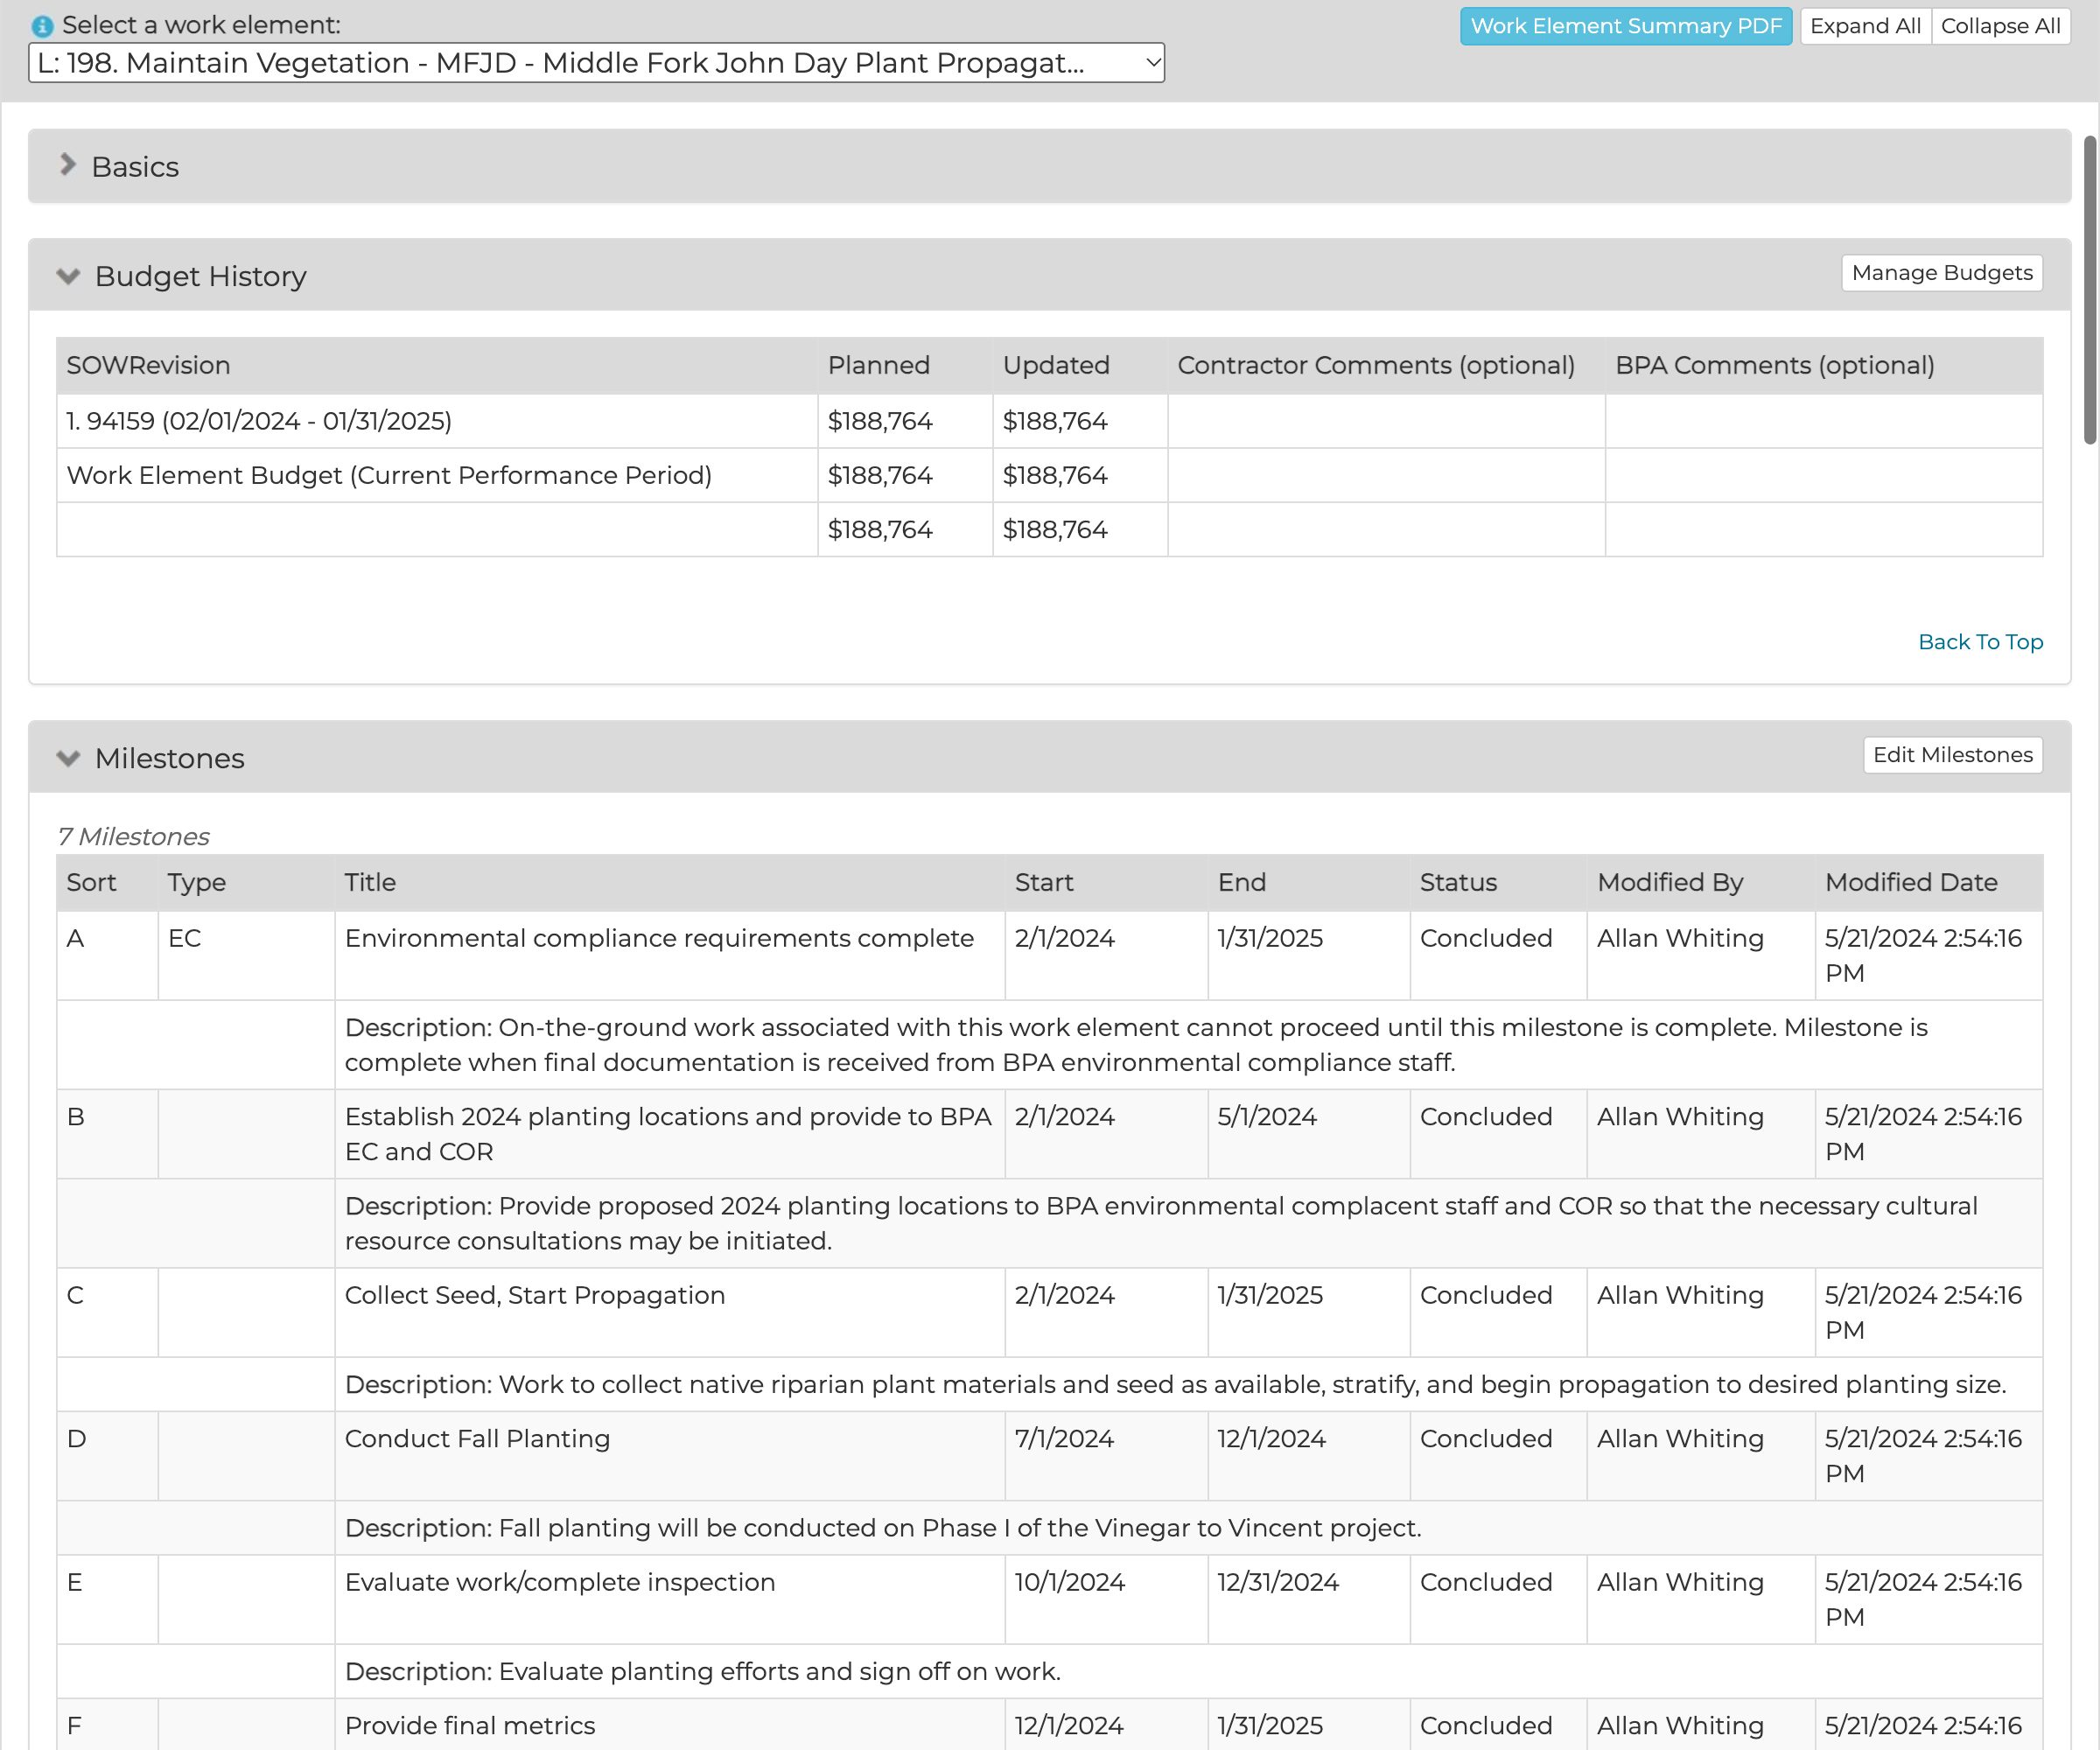 Select a work element:
Work Element Summary PDF Expand All Collapse All
L: 198. Maintain Vegetation - MFJD - Middle Fork John Day Plant Propagat...
Basics
Budget History Manage Budgets
SOWRevision Planned Updated Contractor Comments (optional) BPA Comments (optional)
1. 94159 (02/01/2024 - 01/31/2025) $188,764 $188,764
Work Element Budget (Current Performance Period) $188,764 $188,764
$188,764 $188,764
Back To Top
Milestones Edit Milestones
7 Milestones
Sort Type Title Start End Status Modified By Modified Date
A EC Environmental compliance requirements complete 2/1/2024 1/31/2025 Concluded Allan Whiting 5/21/2024 2:54:16
PM
Description: On-the-ground work associated with this work element cannot proceed until this milestone is complete. Milestone is
complete when final documentation is received from BPA environmental compliance staff.
B Establish 2024 planting locations and provide to BPA 2/1/2024 5/1/2024 Concluded Allan Whiting 5/21/2024 2:54:16
EC and COR PM
Description: Provide proposed 2024 planting locations to BPA environmental complacent staff and COR so that the necessary cultural
resource consultations may be initiated.
C Collect Seed, Start Propagation 2/1/2024 1/31/2025 Concluded Allan Whiting 5/21/2024 2:54:16
PM
Description: Work to collect native riparian plant materials and seed as available, stratify, and begin propagation to desired planting size.
D Conduct Fall Planting 7/1/2024 12/1/2024 Concluded Allan Whiting 5/21/2024 2:54:16
PM
Description: Fall planting will be conducted on Phase I of the Vinegar to Vincent project.
E Evaluate work/complete inspection 10/1/2024 12/31/2024 Concluded Allan Whiting 5/21/2024 2:54:16
PM
Description: Evaluate planting efforts and sign off on work.
F Provide final metrics 12/1/2024 1/31/2025 Concluded Allan Whiting 5/21/2024 2:54:16